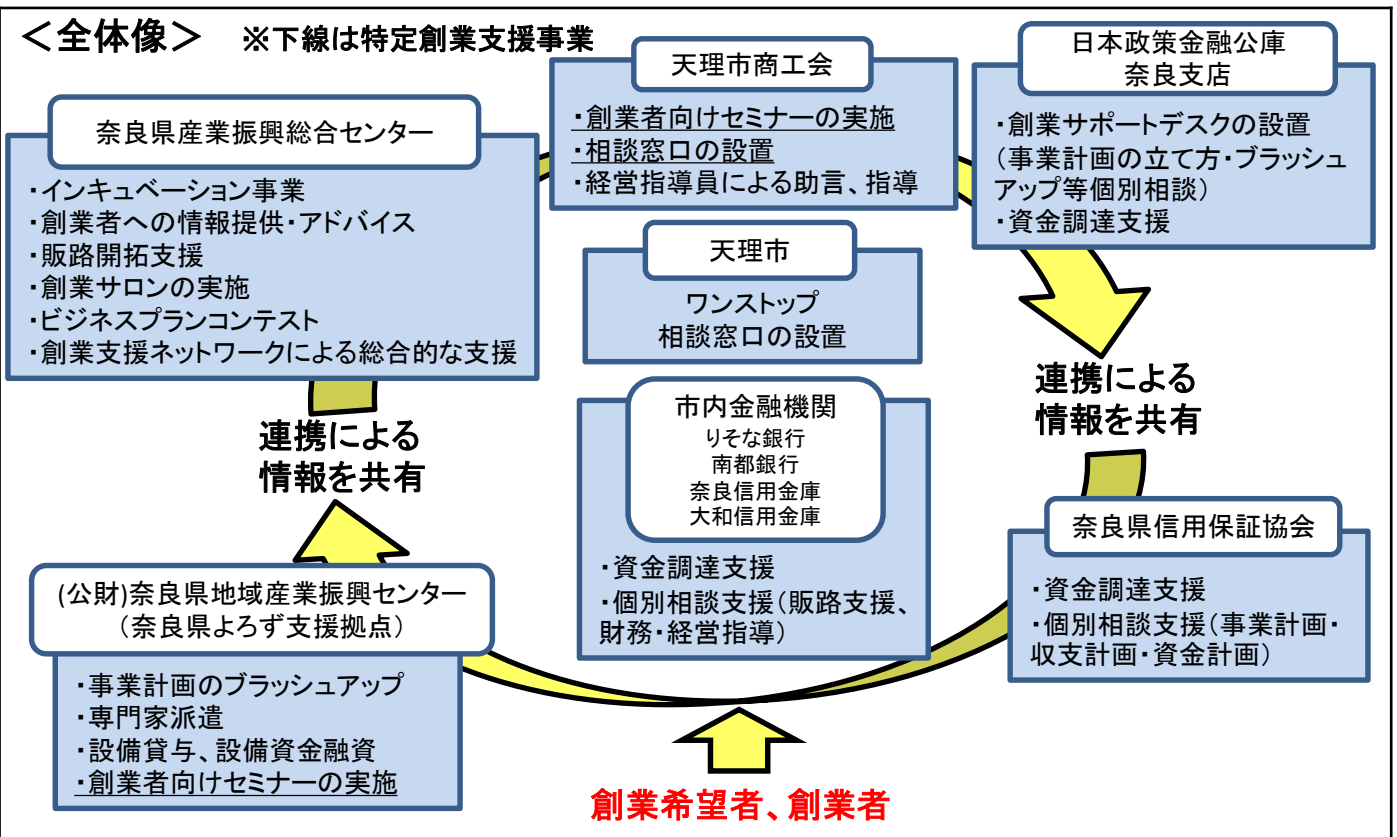 ＜全体像＞ ※下線は特定創業支援事業
奈良県産業振興総合センター
・インキュベーション事業
・創業者への情報提供・アドバイス
・販路開拓支援
・創業サロンの実施
・ビジネスプランコンテスト
・創業支援ネットワークによる総合的な支援
天理市商工会
・創業者向けセミナーの実施
・相談窓口の設置
・経営指導員による助言、指導
日本政策金融公庫
奈良支店
・創業サポートデスクの設置
（事業計画の立て方・ブラッシュ
アップ等個別相談）
・資金調達支援
天理市
ワンストップ
相談窓口の設置
連携による
情報を共有
連携による
情報を共有
市内金融機関
りそな銀行
南都銀行
奈良信用金庫
大和信用金庫
・資金調達支援
・個別相談支援（販路支援、
財務・経営指導）
奈良県信用保証協会
・資金調達支援
・個別相談支援（事業計画・
収支計画・資金計画）
(公財)奈良県地域産業振興センター
（奈良県よろず支援拠点）
・事業計画のブラッシュアップ
・専門家派遣
・設備貸与、設備資金融資
・創業者向けセミナーの実施
創業希望者、創業者